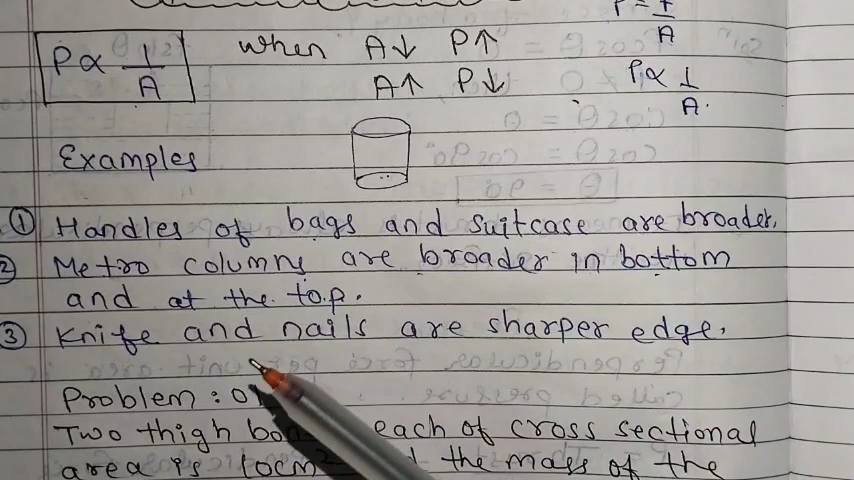 P = F/A
P ∝ 1/A when A↓ P↑
A↑ P↓ P ∝ 1/A.
Examples
① Handles of bags and suitcase are broader.
② Metro columns are broader in bottom
and at the top.
③ Knife and nails are sharper edge.
Problem: 01
Two thigh each of cross sectional
area is 10cm² the mass of the